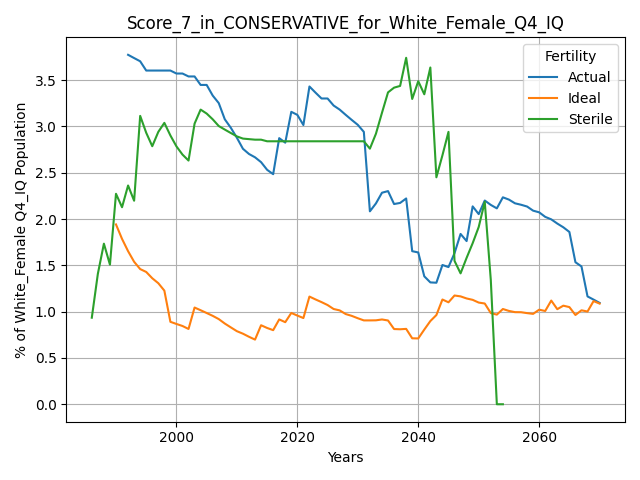 Score_7_in_CONSERVATIVE_for_White_Female_Q4_IQ
Fertility
Actual
Ideal
Sterile
% of White_Female Q4_IQ Population
3.5
3.0
2.5
2.0
1.5
1.0
0.5
0.0
2000 2020 2040 2060
Years